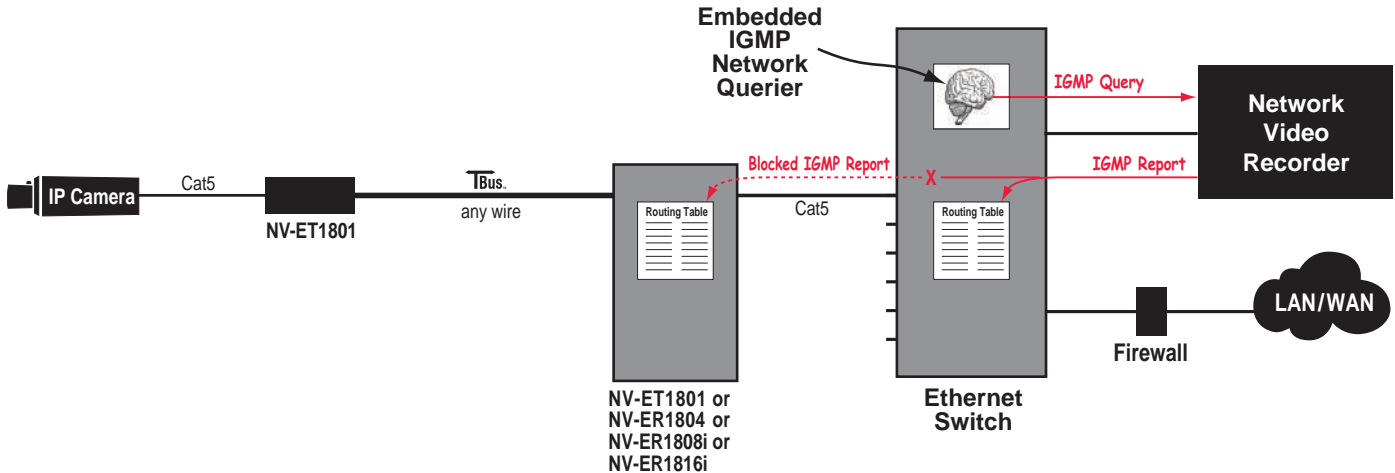 Embedded
IGMP
Network
Querier
IGMP Query
Network
Video
Recorder
Blocked IGMP Report
X
IGMP Report
IP Camera
Cat5
NV-ET1801
TBus™
any wire
Routing Table
Cat5
Routing Table
LAN/WAN
Firewall
NV-ET1801 or
NV-ER1804 or
NV-ER1808i or
NV-ER1816i
Ethernet
Switch